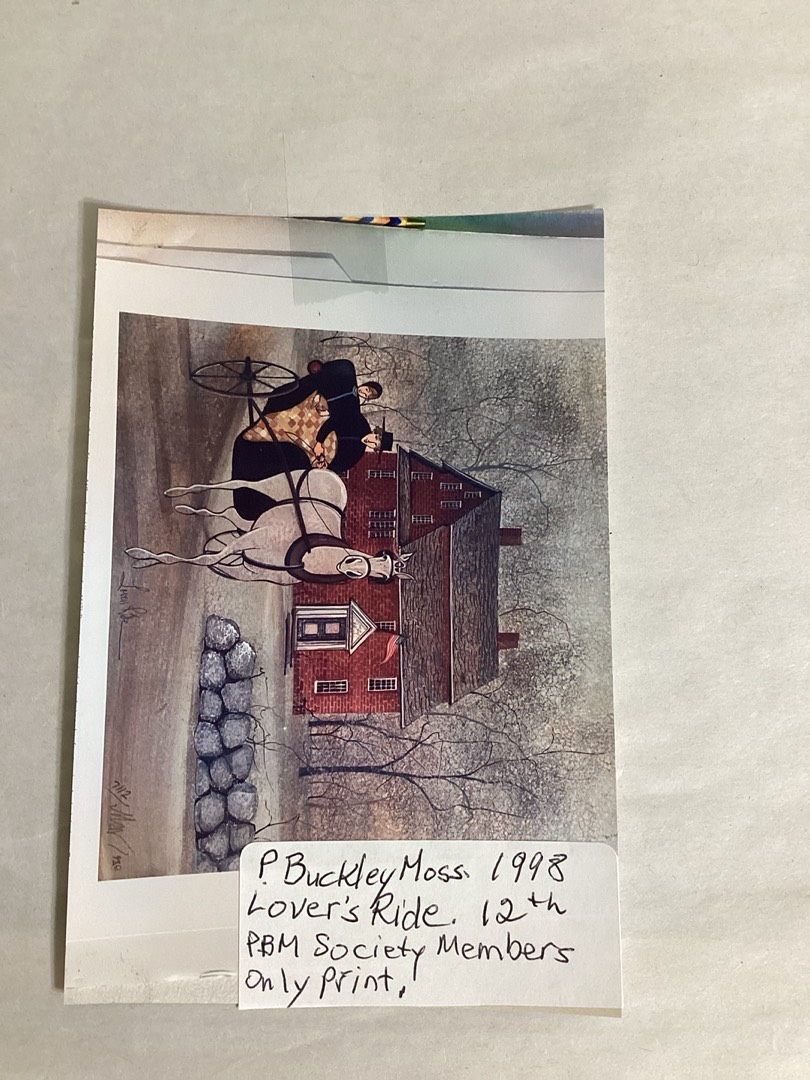 P. Buckley Moss. 1998
Lover's Ride. 12th
PBM Society Members
Only Print.